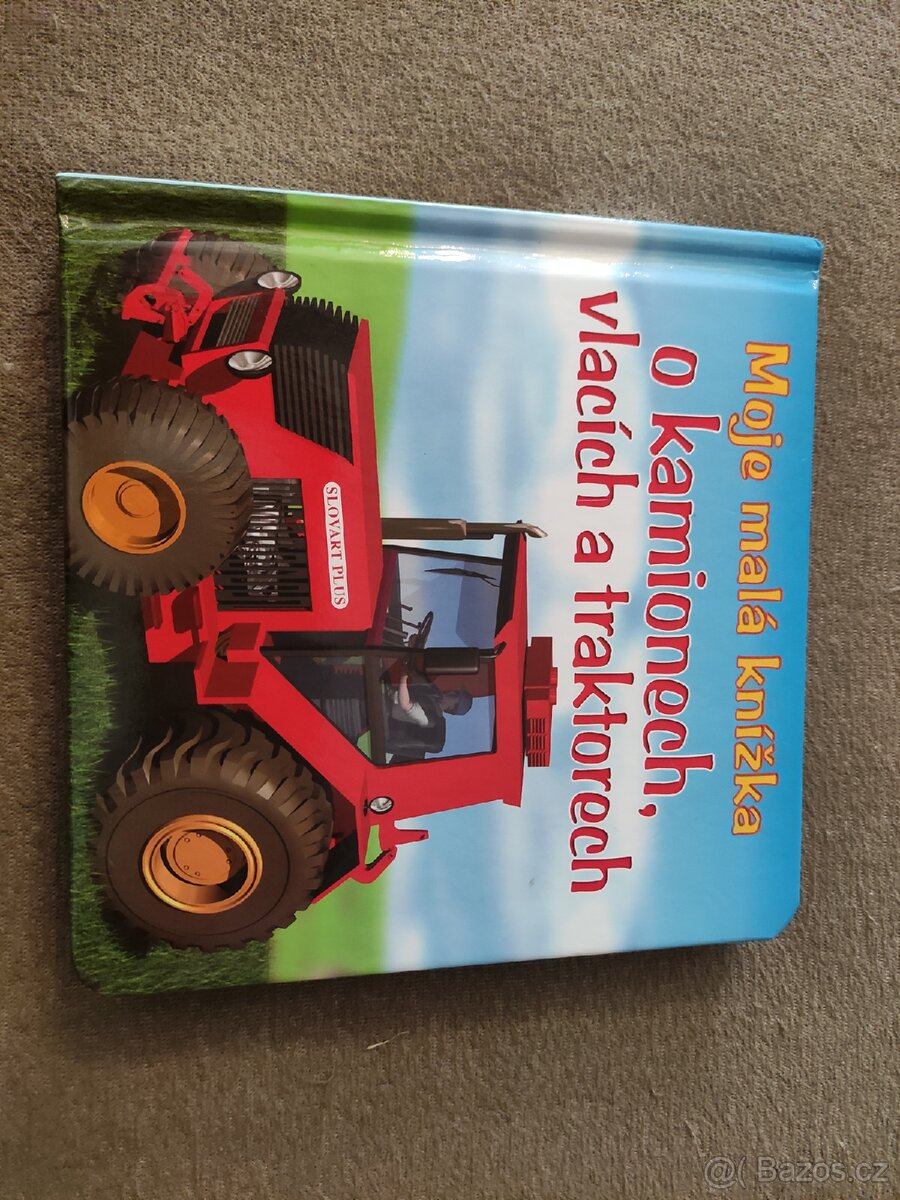 Moje malá knížka
o kamionech,
vlacích a traktorech
SLOVART PLUS
@( Bazos.cz